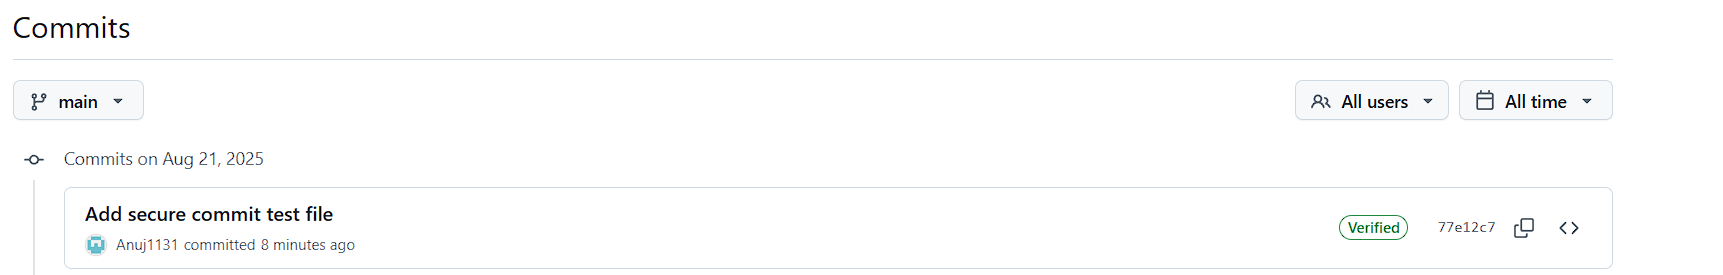 Commits
main
All users
All time
Commits on Aug 21, 2025
Add secure commit test file
Verified
77e12c7
Anuj1131 committed 8 minutes ago